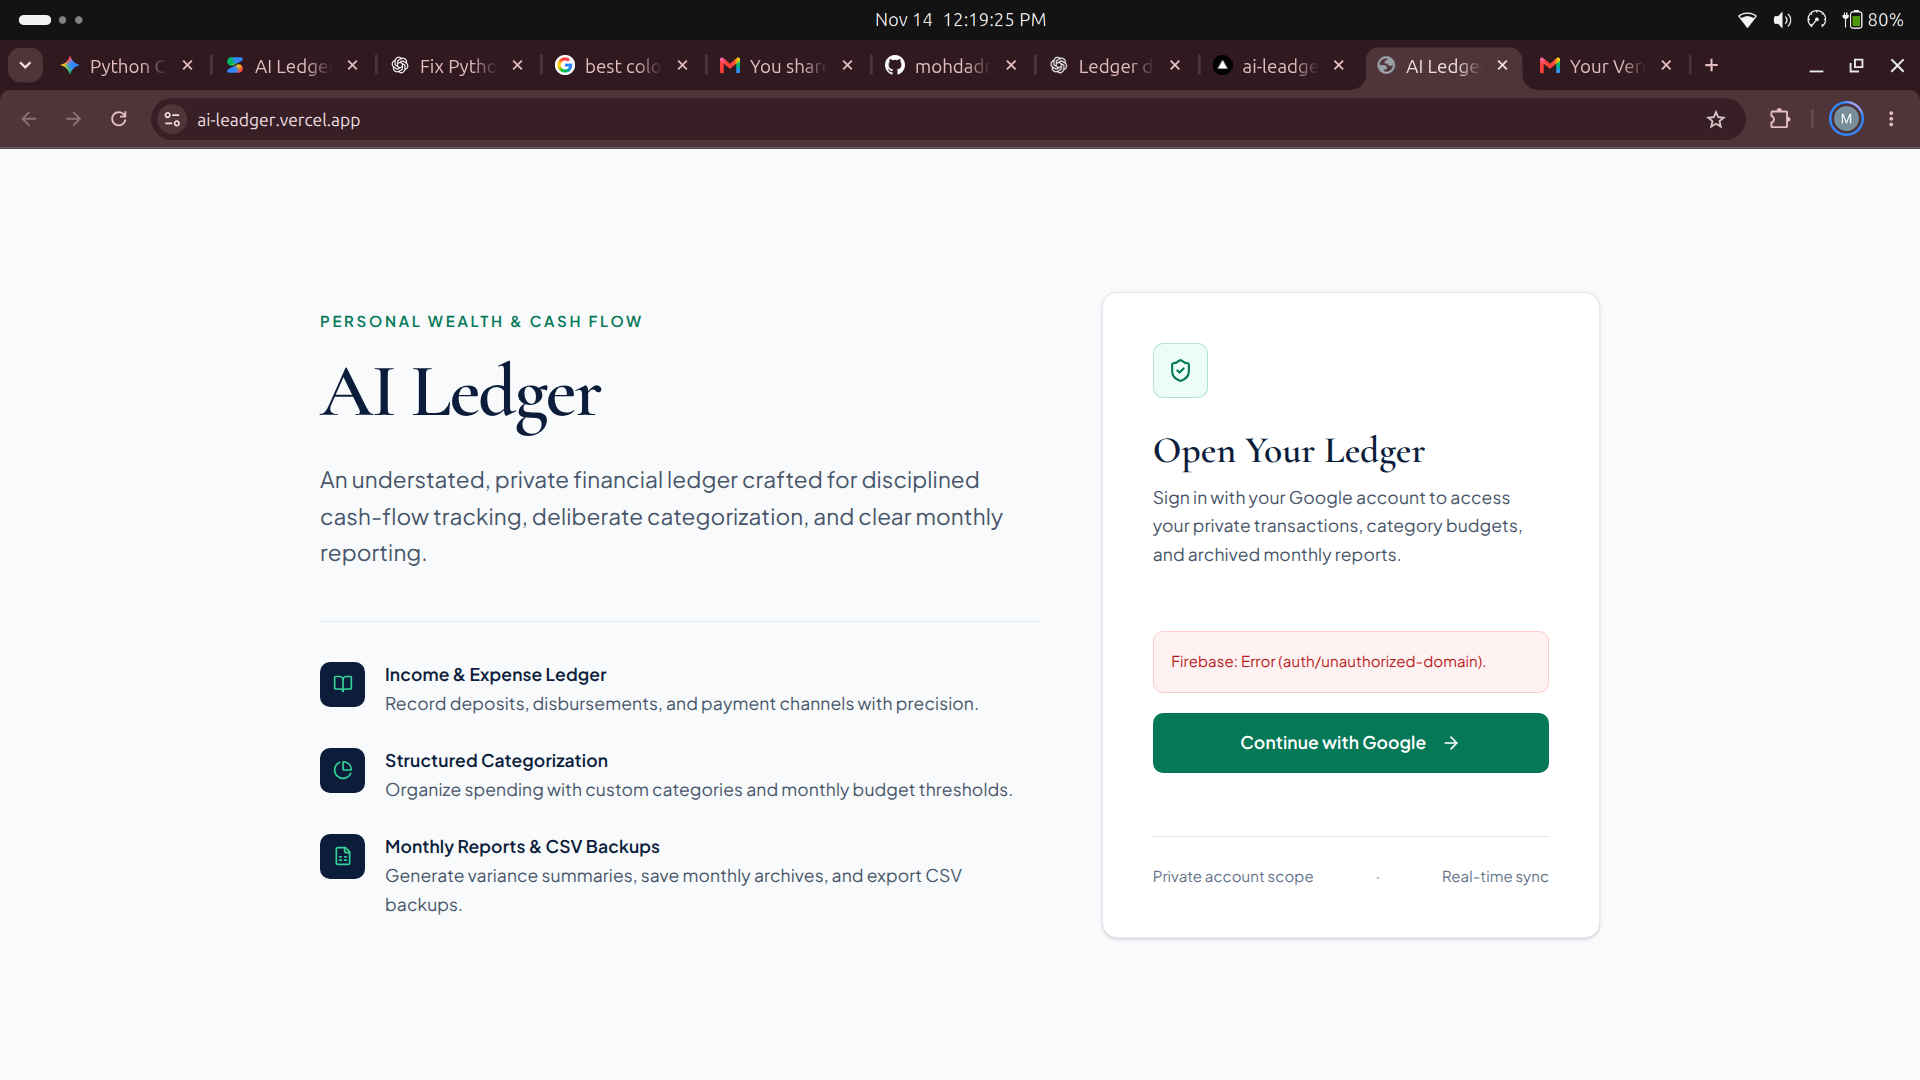 Nov 14 12:19:25 PM
80%
Python C
AI Ledge
Fix Pytho
best colo
You shar
mohdadr
Ledger d
ai-leadge
AI Ledge
Your Ver
ai-leadger.vercel.app
M
PERSONAL WEALTH & CASH FLOW
AI Ledger
An understated, private financial ledger crafted for disciplined
cash-flow tracking, deliberate categorization, and clear monthly
reporting.
Income & Expense Ledger
Record deposits, disbursements, and payment channels with precision.
Structured Categorization
Organize spending with custom categories and monthly budget thresholds.
Monthly Reports & CSV Backups
Generate variance summaries, save monthly archives, and export CSV
backups.
Open Your Ledger
Sign in with your Google account to access
your private transactions, category budgets,
and archived monthly reports.
Firebase: Error (auth/unauthorized-domain).
Continue with Google →
Private account scope · Real-time sync